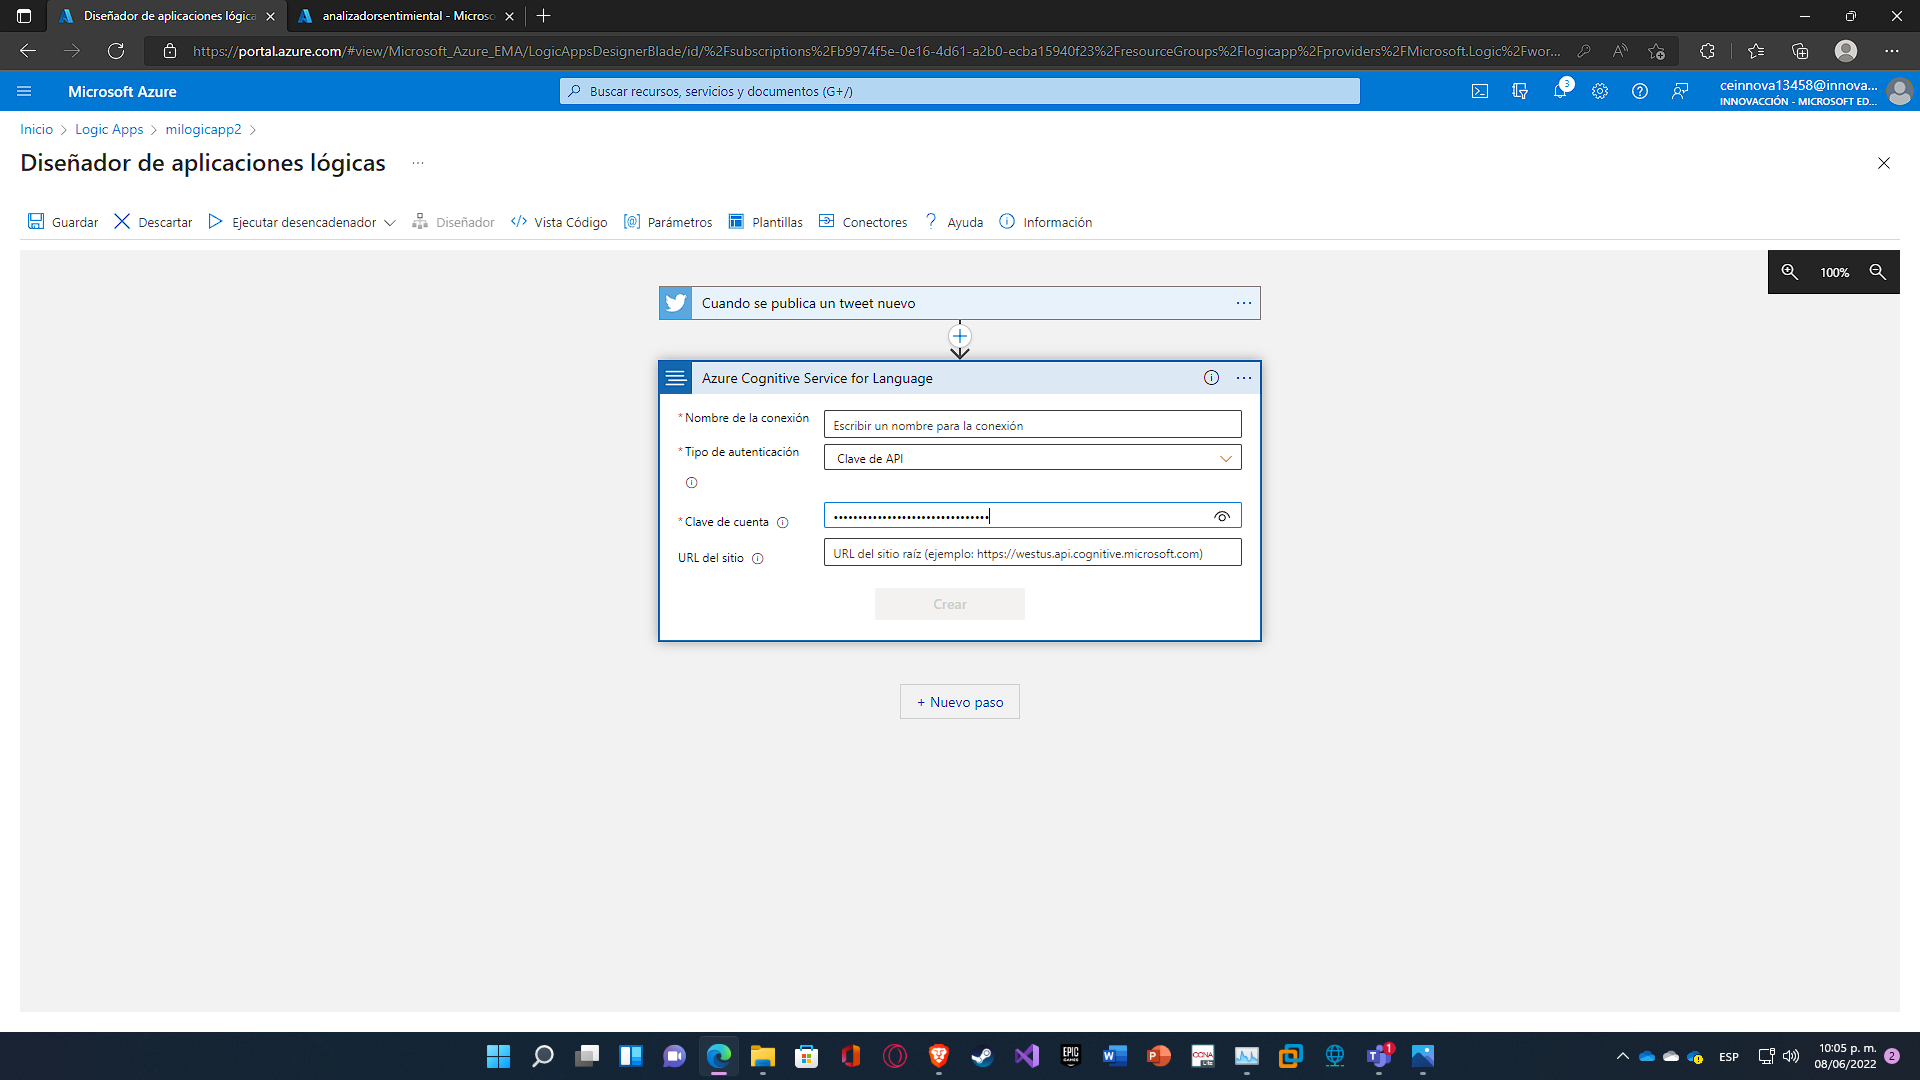 Diseñador de aplicaciones lógica
analizadorsentimiental - Microso
https://portal.azure.com/#view/Microsoft_Azure_EMA/LogicAppsDesignerBlade/id/%2Fsubscriptions%2Fb9974f5e-0e16-4d61-a2b0-ecba15940f23%2FresourceGroups%2Flogicapp%2Fproviders%2FMicrosoft.Logic%2Fwor...
Microsoft Azure
Buscar recursos, servicios y documentos (G+/)
3
ceinnova13458@innova...
INNOVACCIÓN - MICROSOFT ED...
Inicio > Logic Apps > milogicapp2 >
Diseñador de aplicaciones lógicas ...
Guardar Descartar Ejecutar desencadenador Diseñador Vista Código Parámetros Plantillas Conectores Ayuda Información
100%
Cuando se publica un tweet nuevo
Azure Cognitive Service for Language
* Nombre de la conexión
Escribir un nombre para la conexión
* Tipo de autenticación
Clave de API
* Clave de cuenta
URL del sitio
URL del sitio raíz (ejemplo: https://westus.api.cognitive.microsoft.com)
Crear
+ Nuevo paso
EPIC
GAMES
CCNA
1
ESP
10:05 p. m.
08/06/2022
2